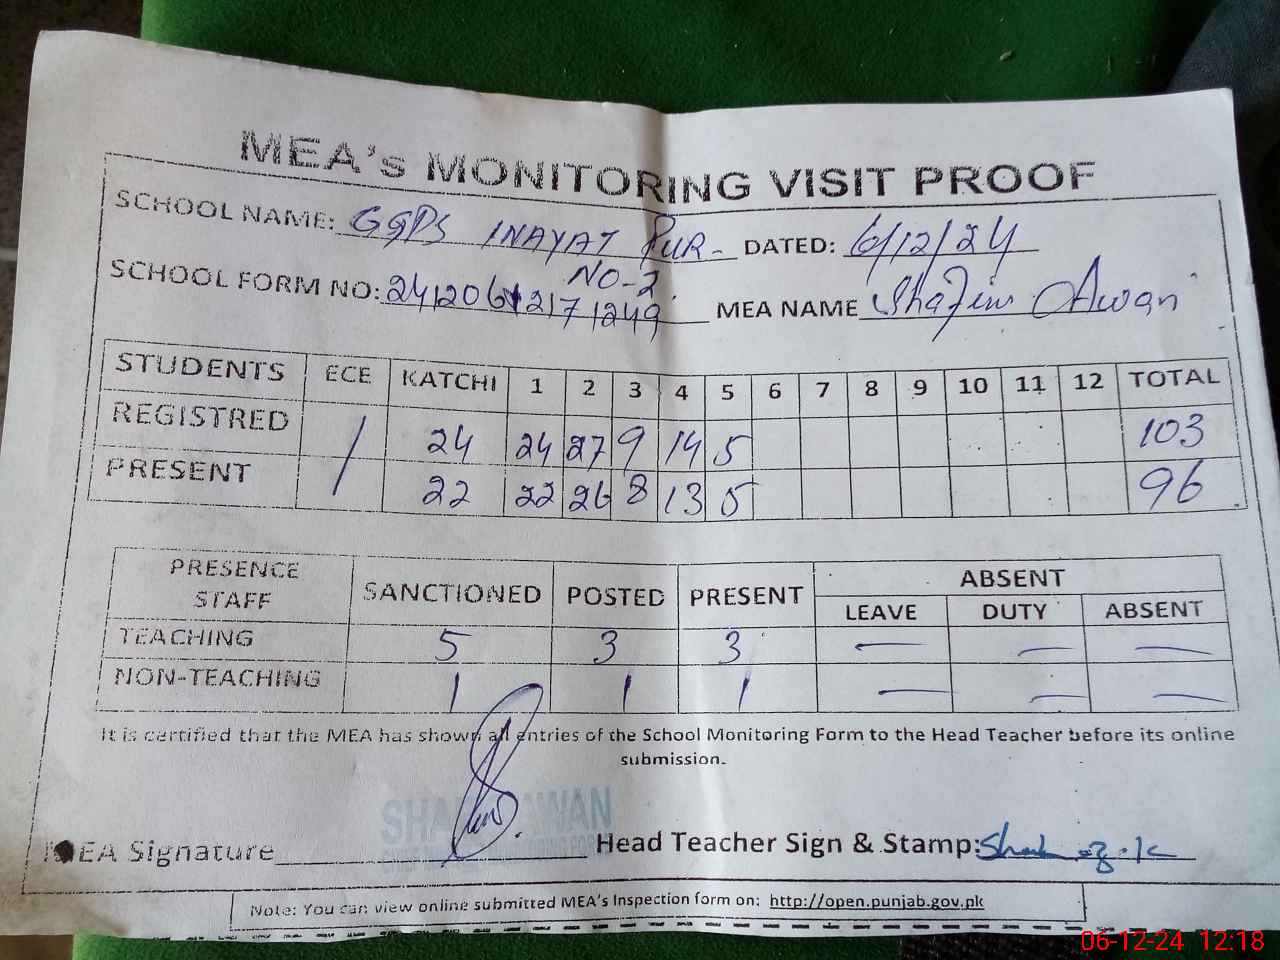 MEA's MONITORING VISIT PROOF
SCHOOL NAME: GGPS INAYAT PUR- DATED: 6/12/24
NO-2
SCHOOL FORM NO: MEA NAME Awan
STUDENTS ECE KATCHI 1 2 3 4 5 6 7 8 9 10 11 12 TOTAL
REGISTRED / 24 24 27 9 14 5 103
PRESENT 22 22 26 8 13 5 96
PRESENCE STAFF SANCTIONED POSTED PRESENT ABSENT
LEAVE DUTY ABSENT
TEACHING 5 3 3 — — —
NON-TEACHING 1 1 1 — — —
It is certified that the MEA has shown all entries of the School Monitoring Form to the Head Teacher before its online
submission.
AWAN
MEA Signature Head Teacher Sign & Stamp:
Note: You can view online submitted MEA's Inspection form on: http://open.punjab.gov.pk
06-12-24 12:18